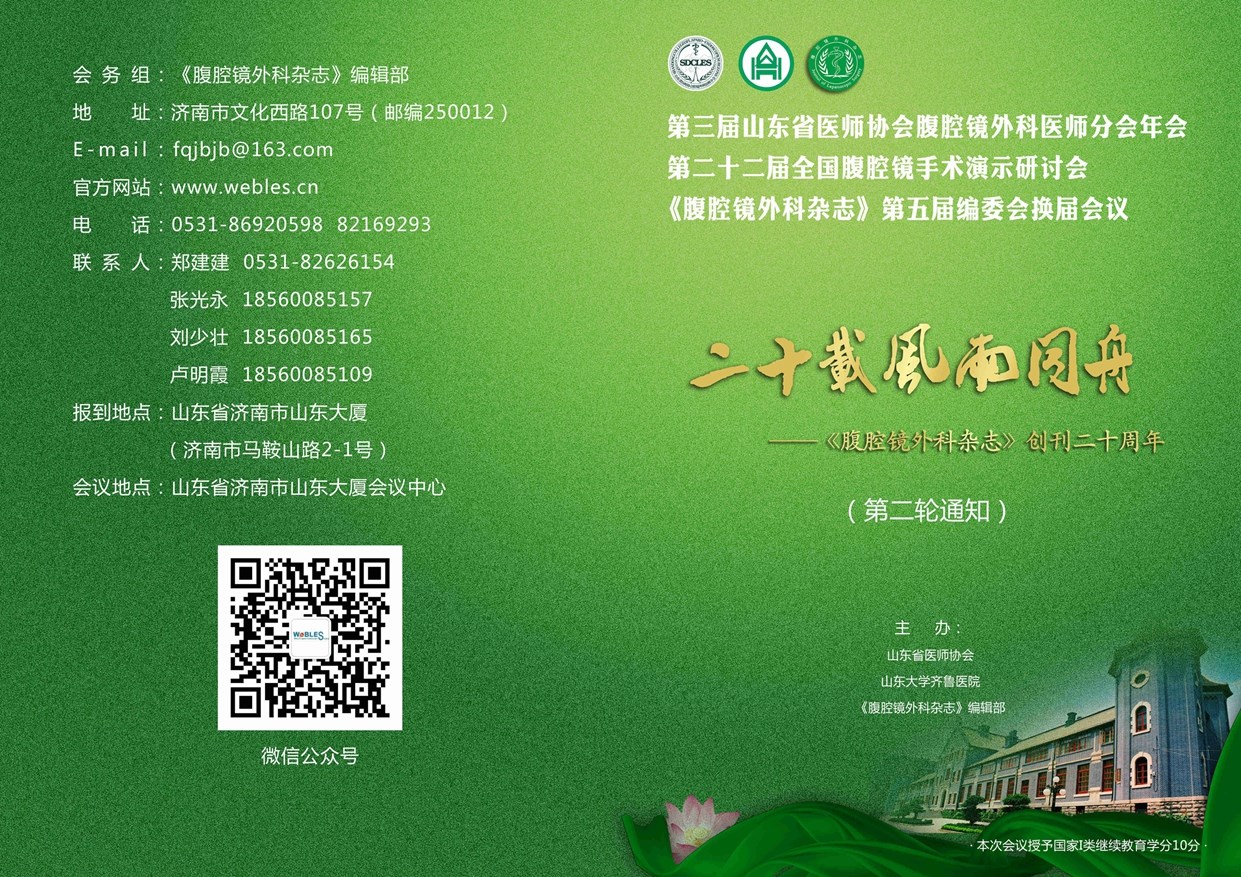 会务组：《腹腔镜外科杂志》编辑部
地址：济南市文化西路107号（邮编250012）
E-mail：fqjbjb@163.com
官方网站：www.webles.cn
电话：0531-86920598 82169293
联系人：郑建建 0531-82626154
张光永 18560085157
刘少壮 18560085165
卢明霞 18560085109
报到地点：山东省济南市山东大厦
（济南市马鞍山路2-1号）
会议地点：山东省济南市山东大厦会议中心
WeBLES
微信公众号
SDCLES
第三届山东省医师协会腹腔镜外科医师分会年会
第二十二届全国腹腔镜手术演示研讨会
《腹腔镜外科杂志》第五届编委会换届会议
二十載風雨同舟
——《腹腔镜外科杂志》创刊二十周年
（第二轮通知）
主办：
山东省医师协会
山东大学齐鲁医院
《腹腔镜外科杂志》编辑部
·本次会议授予国家I类继续教育学分10分·